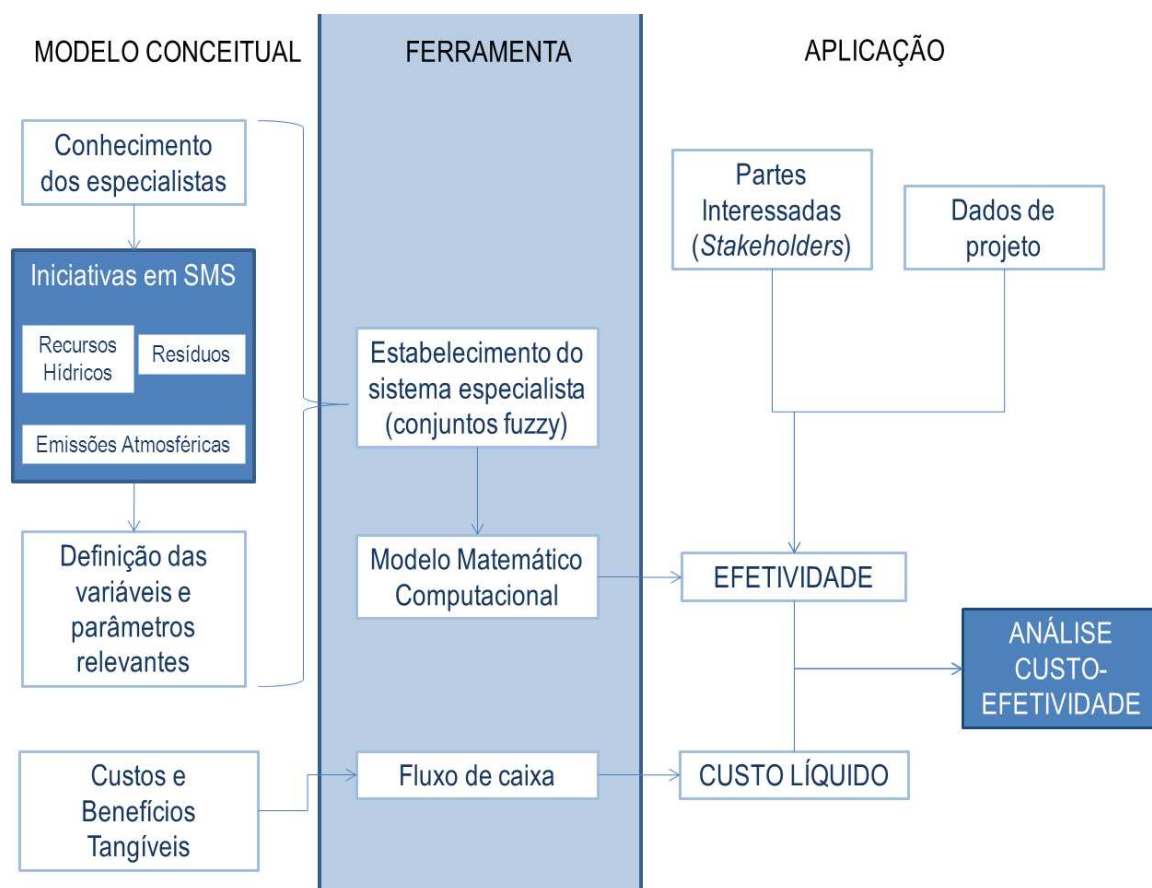 MODELO CONCEITUAL
FERRAMENTA
APLICAÇÃO
Conhecimento
dos especialistas
Iniciativas em SMS
Recursos
Hídricos
Resíduos
Emissões Atmosféricas
Definição das
variáveis e
parâmetros
relevantes
Custos e
Benefícios
Tangíveis
Estabelecimento do
sistema especialista
(conjuntos fuzzy)
Modelo Matemático
Computacional
Fluxo de caixa
Partes
Interessadas
(Stakeholders)
Dados de
projeto
EFETIVIDADE
CUSTO LÍQUIDO
ANÁLISE
CUSTO-
EFETIVIDADE